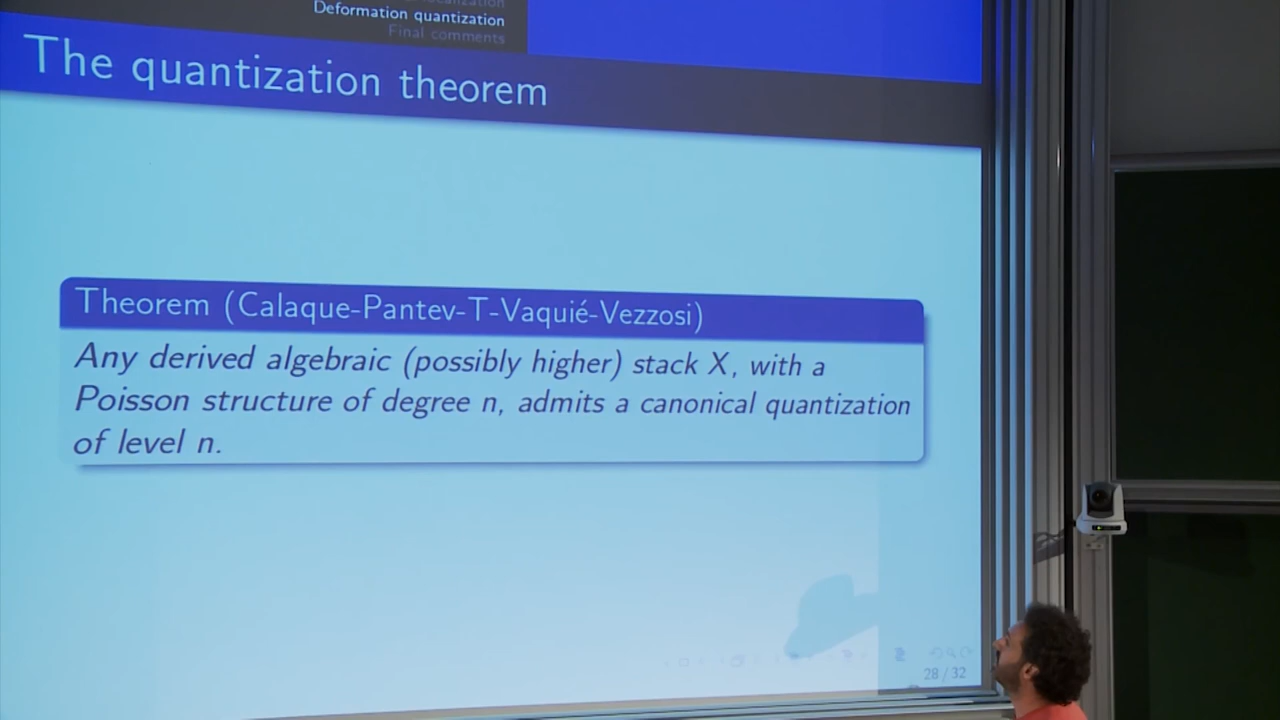 Deformation quantization
Final comments
The quantization theorem
Theorem (Calaque-Pantev-T-Vaquié-Vezzosi)
Any derived algebraic (possibly higher) stack X, with a
Poisson structure of degree n, admits a canonical quantization
of level n.
28 / 32